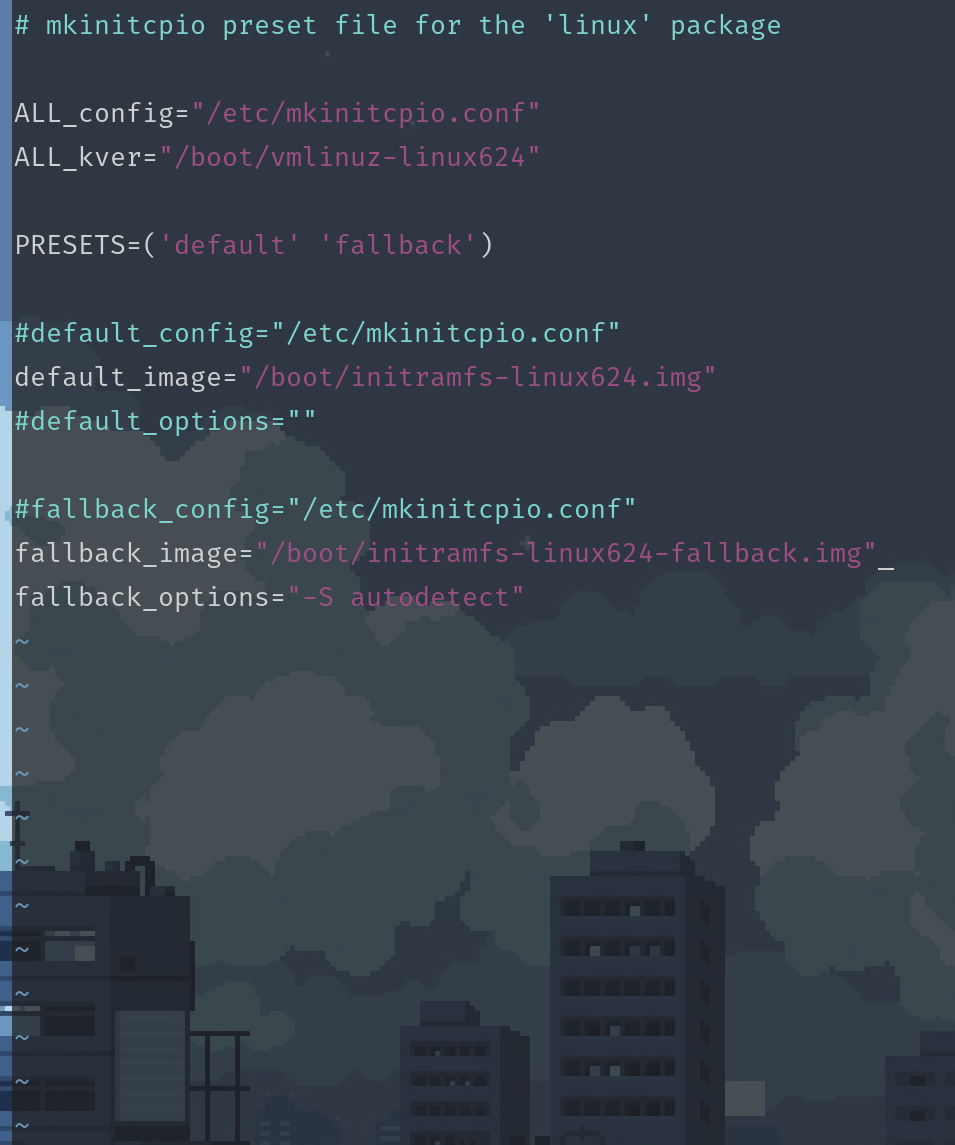 # mkinitcpio preset file for the 'linux' package
ALL_config="/etc/mkinitcpio.conf"
ALL_kver="/boot/vmlinuz-linux624"
PRESETS=('default' 'fallback')
#default_config="/etc/mkinitcpio.conf"
default_image="/boot/initramfs-linux624.img"
#default_options=""
#fallback_config="/etc/mkinitcpio.conf"
fallback_image="/boot/initramfs-linux624-fallback.img"
fallback_options="-S autodetect"
~
~
~
~
~
~
~
~
~
~
~
~